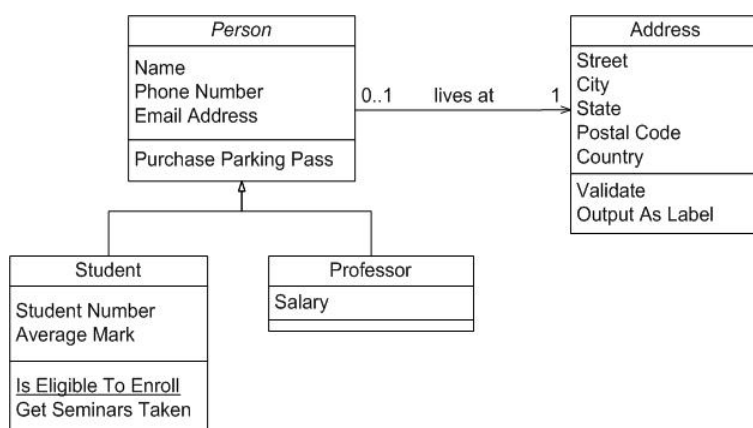 Person
Name
Phone Number
Email Address
Purchase Parking Pass
0..1 lives at 1
Address
Street
City
State
Postal Code
Country
Validate
Output As Label
Student
Student Number
Average Mark
Is Eligible To Enroll
Get Seminars Taken
Professor
Salary